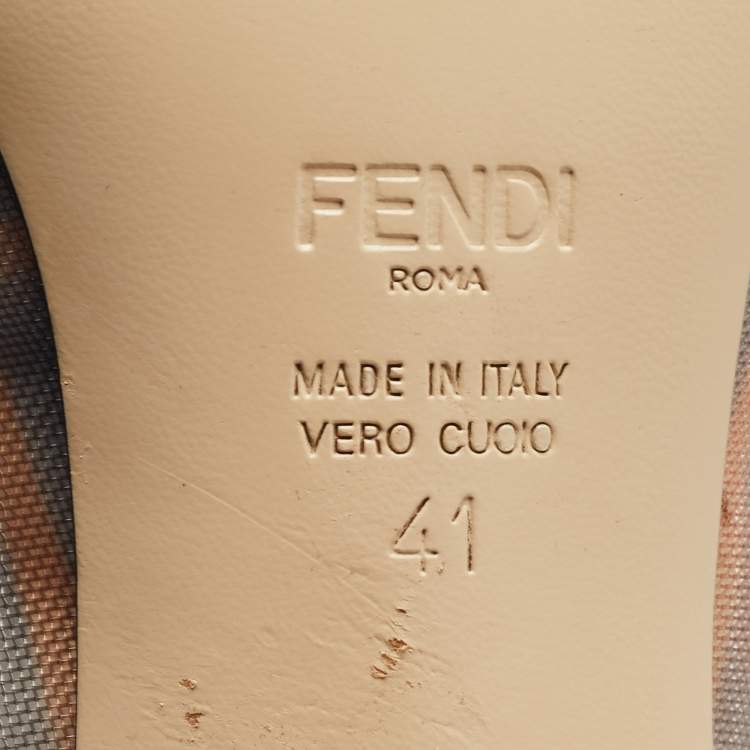 FENDI
ROMA
MADE IN ITALY
VERO CUOIO
41